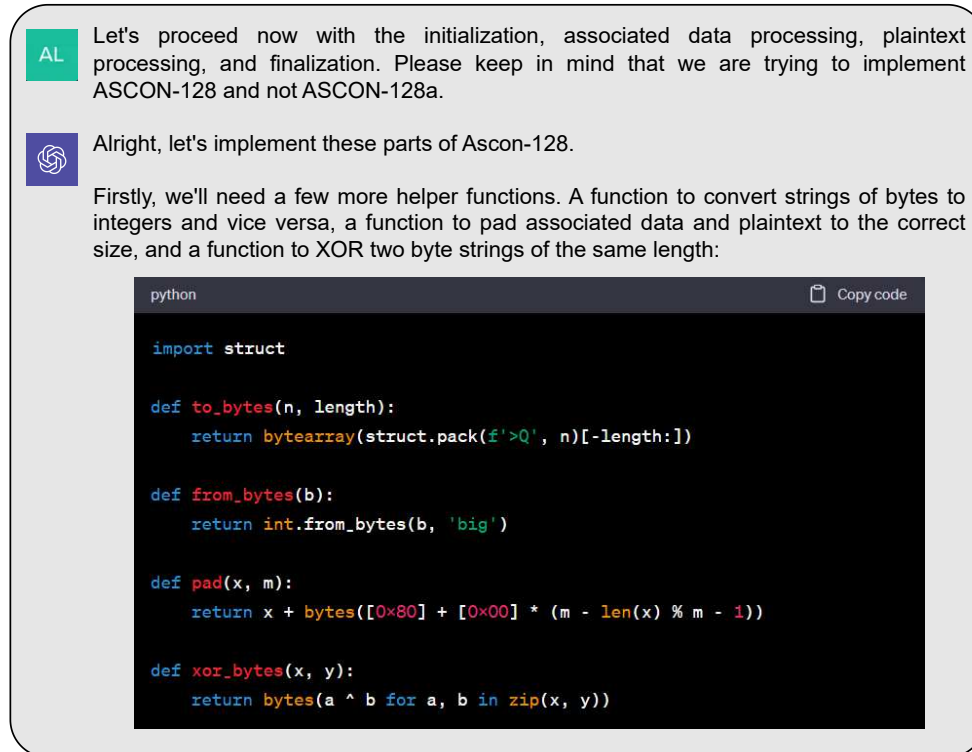 AL
Let's proceed now with the initialization, associated data processing, plaintext
processing, and finalization. Please keep in mind that we are trying to implement
ASCON-128 and not ASCON-128a.
Alright, let's implement these parts of Ascon-128.
Firstly, we'll need a few more helper functions. A function to convert strings of bytes to
integers and vice versa, a function to pad associated data and plaintext to the correct
size, and a function to XOR two byte strings of the same length:
python Copy code
import struct
def to_bytes(n, length):
    return bytearray(struct.pack(f'>Q', n)[-length:])
def from_bytes(b):
    return int.from_bytes(b, 'big')
def pad(x, m):
    return x + bytes([0×80] + [0×00] * (m - len(x) % m - 1))
def xor_bytes(x, y):
    return bytes(a ^ b for a, b in zip(x, y))